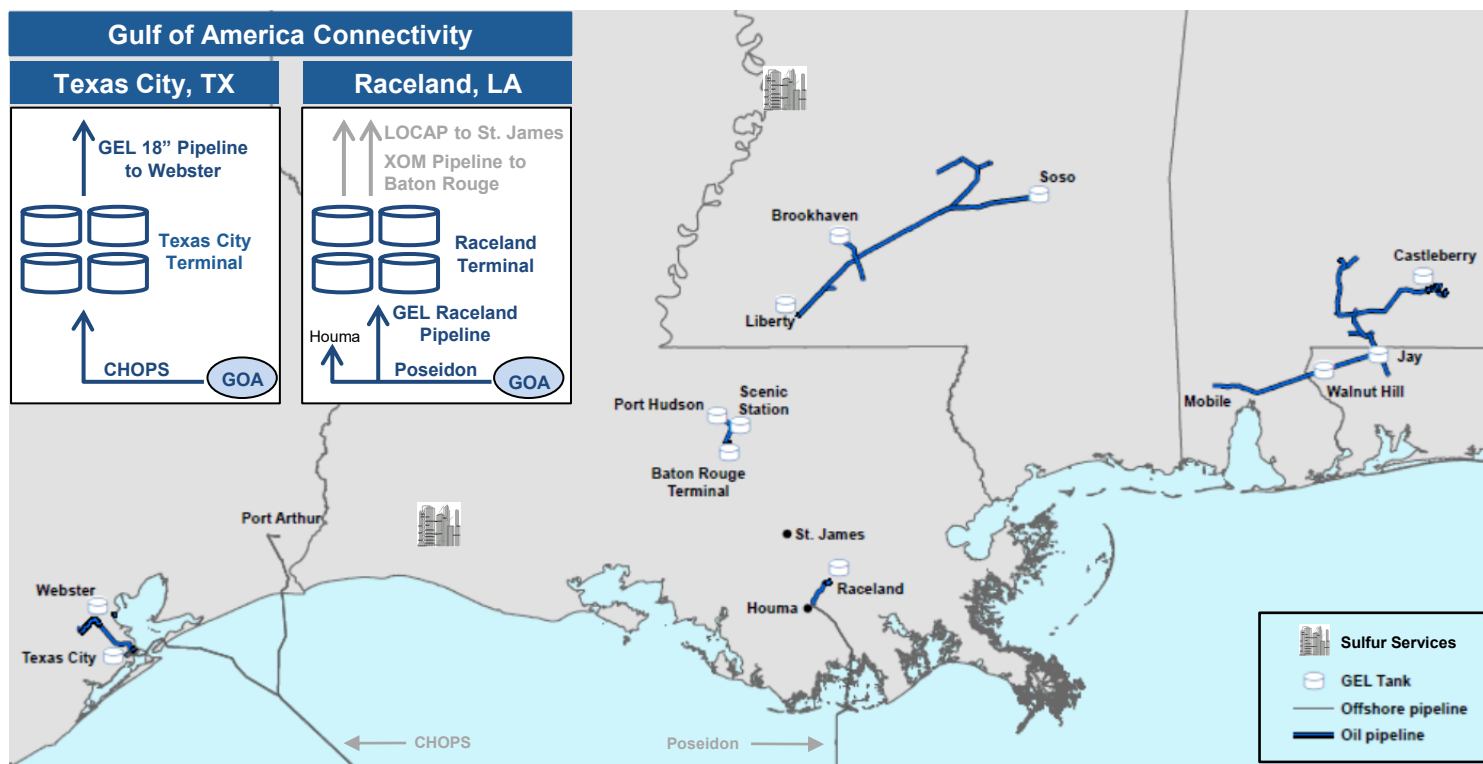 Gulf of America Connectivity
Texas City, TX
Raceland, LA
GEL 18” Pipeline
to Webster
Texas City
Terminal
CHOPS
GOA
LOCAP to St. James
XOM Pipeline to
Baton Rouge
Raceland
Terminal
GEL Raceland
Pipeline
Houma
Poseidon
GOA
Soso
Brookhaven
Liberty
Castleberry
Jay
Walnut Hill
Mobile
Port Hudson
Scenic
Station
Baton Rouge
Terminal
Port Arthur
St. James
Raceland
Houma
Webster
Texas City
CHOPS
Poseidon
Sulfur Services
GEL Tank
Offshore pipeline
Oil pipeline